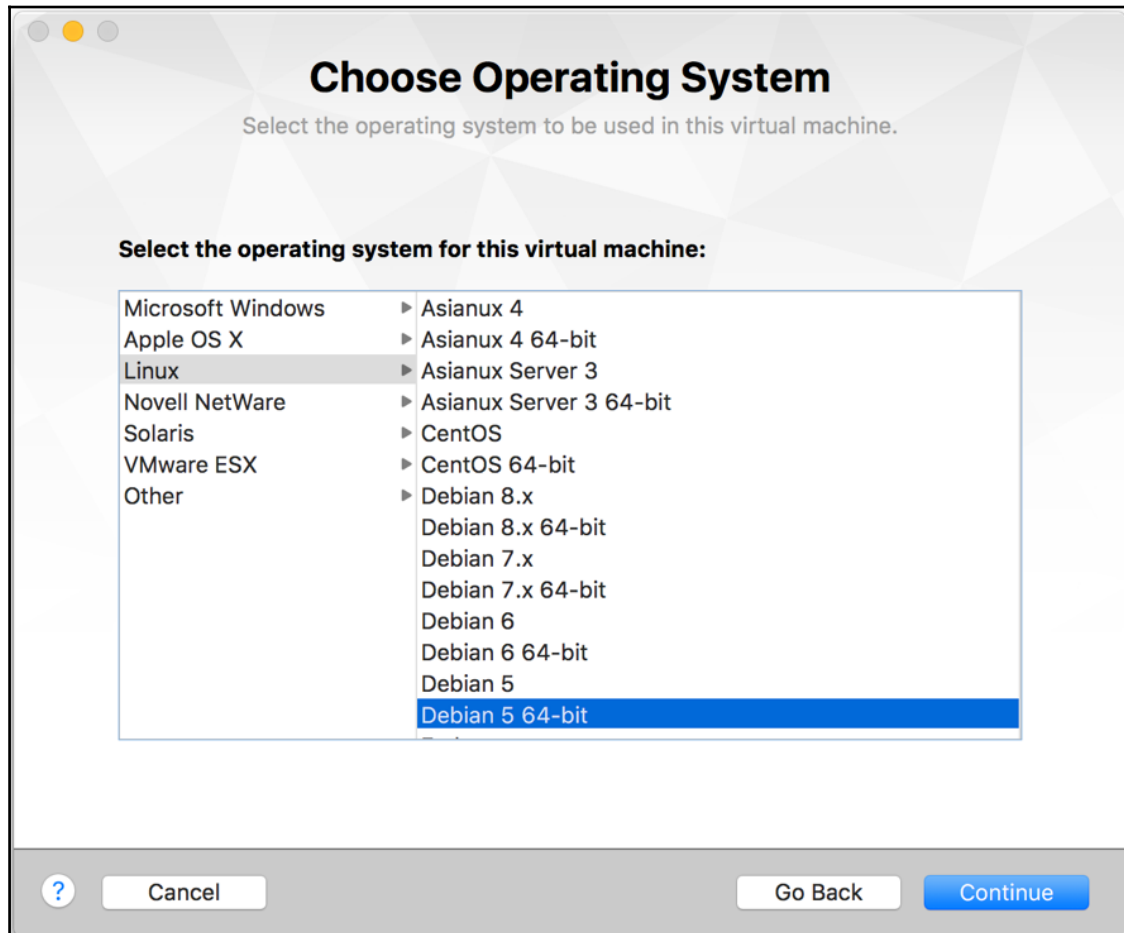 Choose Operating System
Select the operating system to be used in this virtual machine.
Select the operating system for this virtual machine:
Microsoft Windows
Apple OS X
Linux
Novell NetWare
Solaris
VMware ESX
Other
Asianux 4
Asianux 4 64-bit
Asianux Server 3
Asianux Server 3 64-bit
CentOS
CentOS 64-bit
Debian 8.x
Debian 8.x 64-bit
Debian 7.x
Debian 7.x 64-bit
Debian 6
Debian 6 64-bit
Debian 5
Debian 5 64-bit
? Cancel Go Back Continue